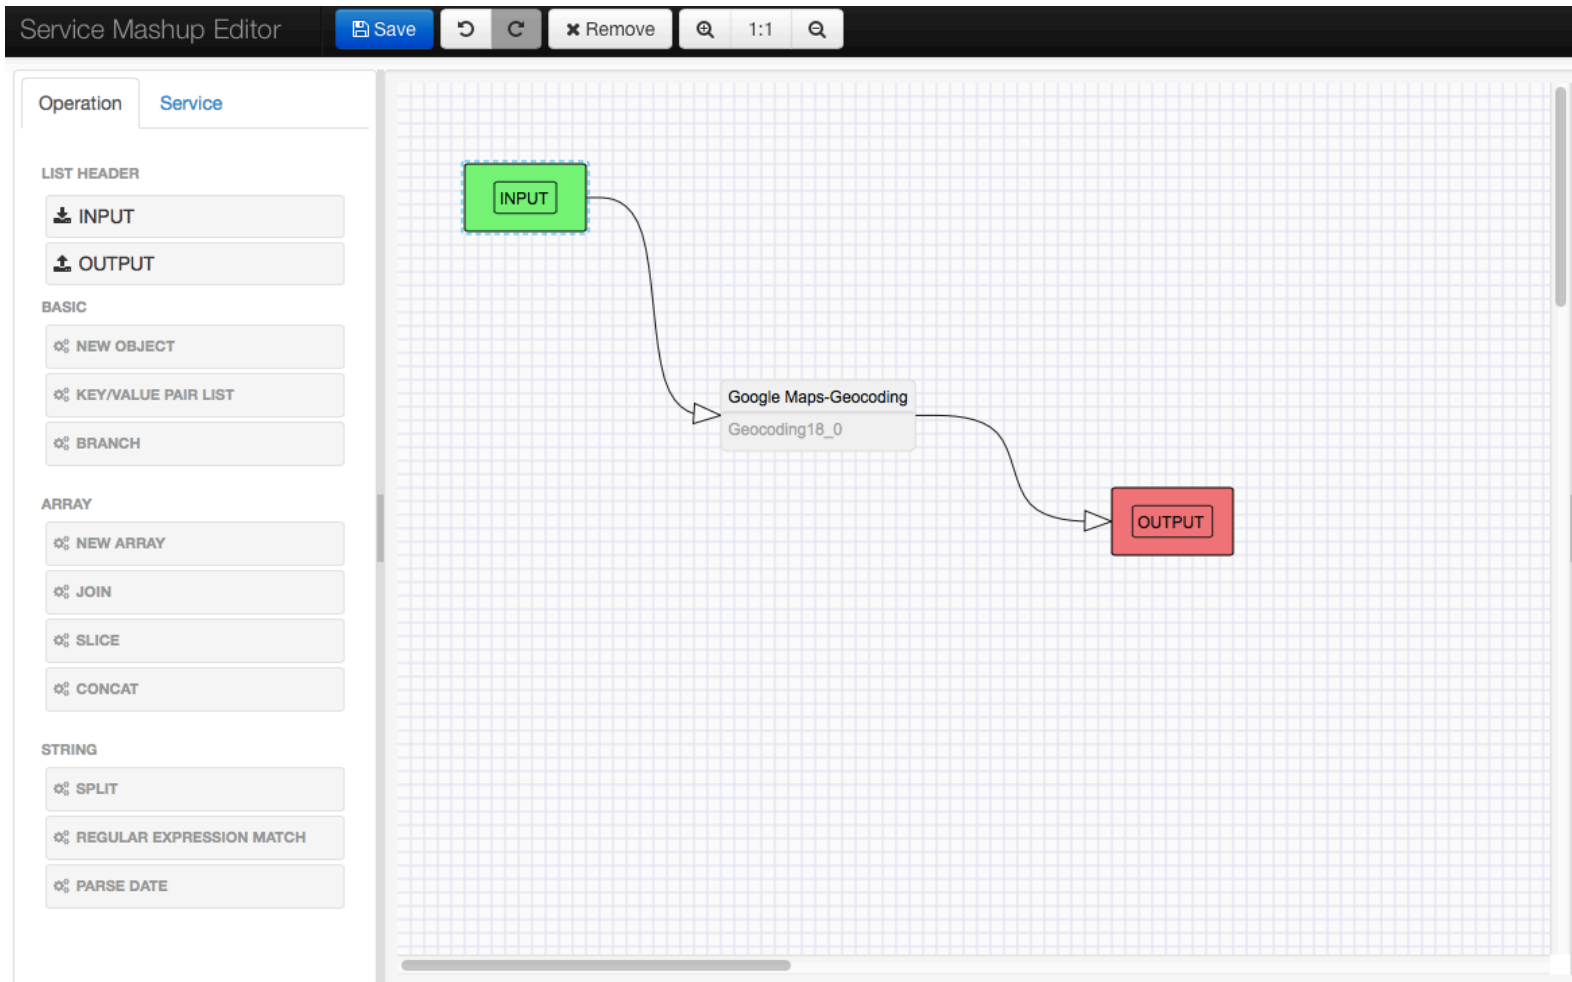 Service Mashup Editor
Save
Remove
1:1
Operation
Service
LIST HEADER
INPUT
OUTPUT
BASIC
NEW OBJECT
KEY/VALUE PAIR LIST
BRANCH
ARRAY
NEW ARRAY
JOIN
SLICE
CONCAT
STRING
SPLIT
REGULAR EXPRESSION MATCH
PARSE DATE
INPUT
Google Maps-Geocoding
Geocoding18_0
OUTPUT